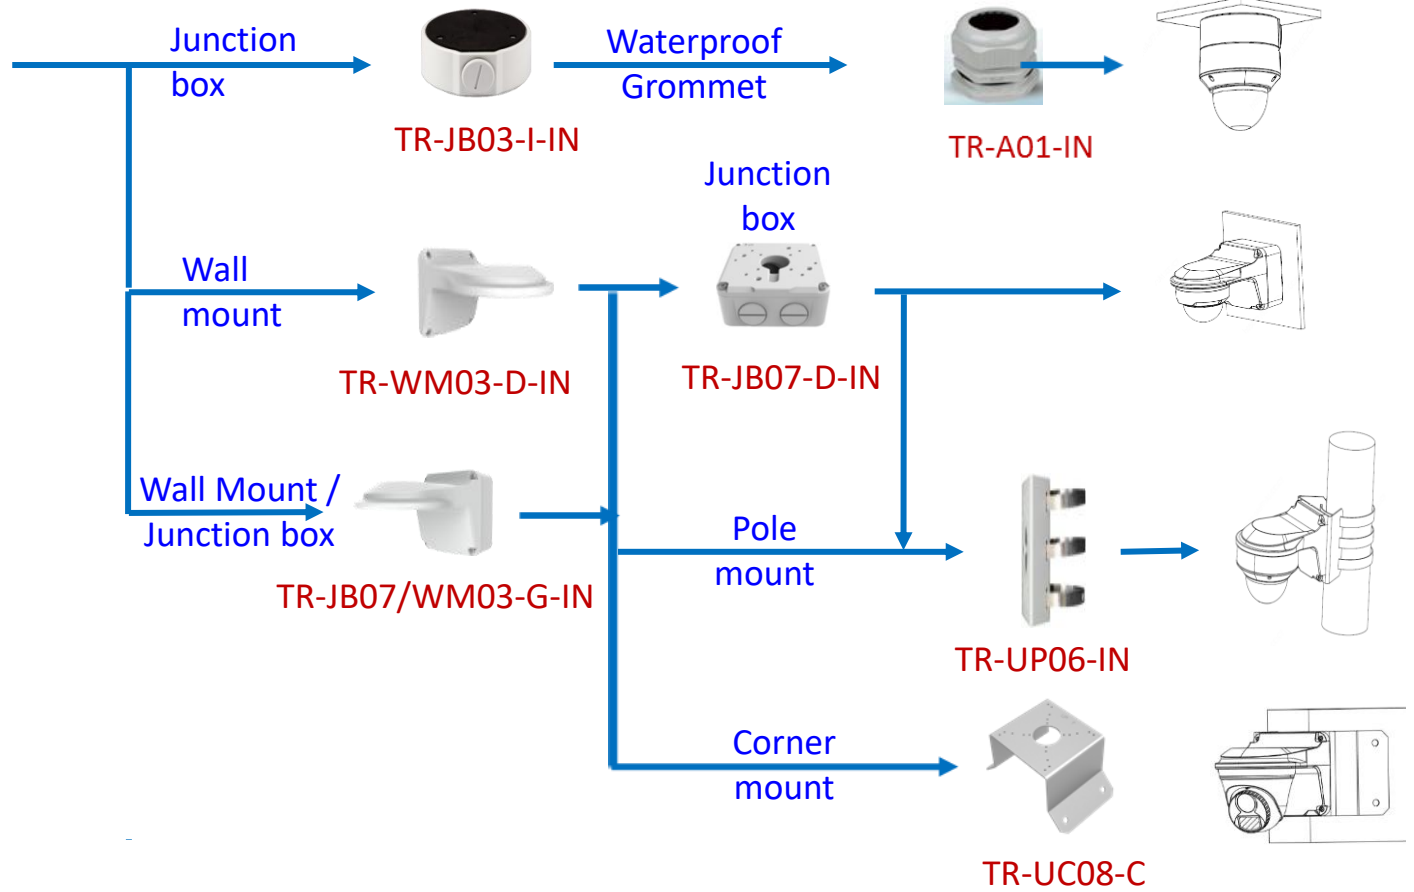 Junction
box
TR-JB03-I-IN
Waterproof
Grommet
TR-A01-IN
Wall
mount
TR-WM03-D-IN
Junction
box
TR-JB07-D-IN
Wall Mount /
Junction box
TR-JB07/WM03-G-IN
Pole
mount
TR-UP06-IN
Corner
mount
TR-UC08-C